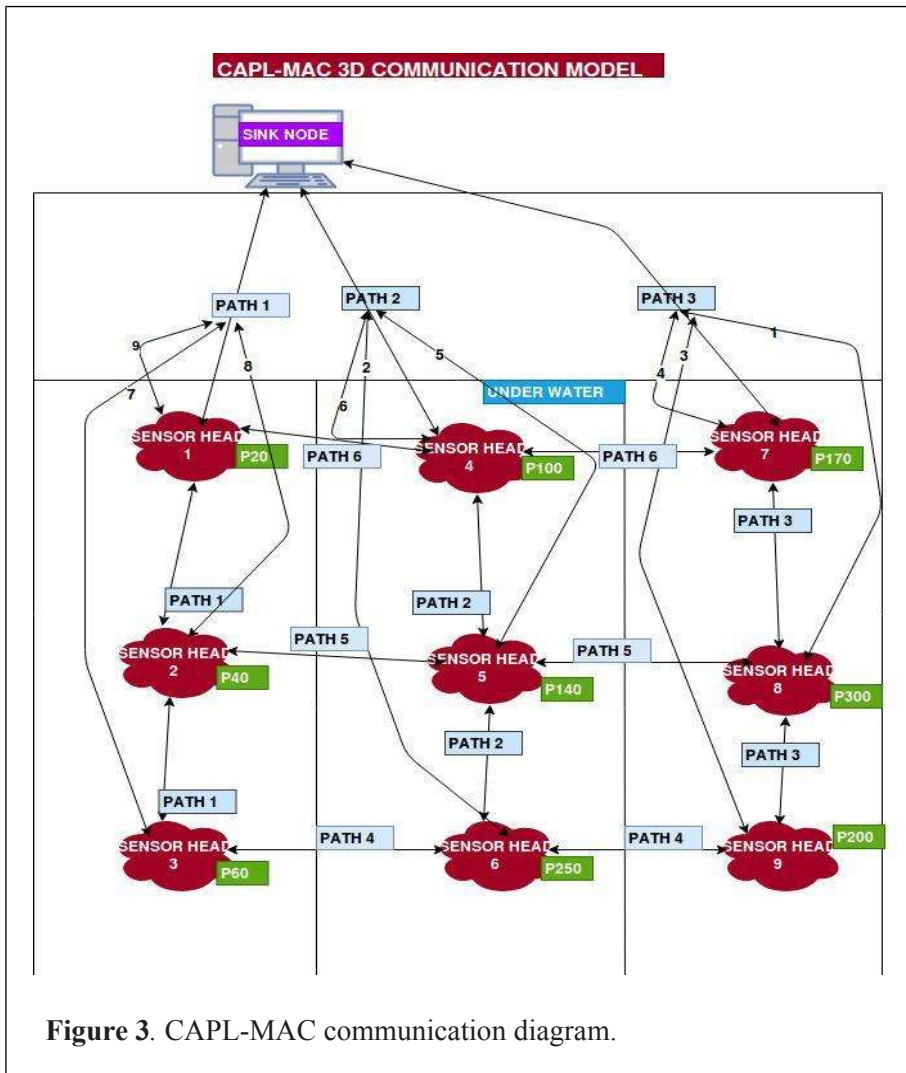 CAPL-MAC 3D COMMUNICATION MODEL
SINK NODE
PATH 1
PATH 2
PATH 3
9
8
7
2
5
6
3
1
4
UNDER WATER
SENSOR HEAD
1
P20
PATH 6
SENSOR HEAD
4
P100
PATH 6
SENSOR HEAD
7
P170
PATH 3
PATH 1
PATH 2
SENSOR HEAD
2
P40
PATH 5
SENSOR HEAD
5
P140
PATH 5
SENSOR HEAD
8
P300
PATH 2
PATH 3
PATH 1
SENSOR HEAD
3
P60
PATH 4
SENSOR HEAD
6
P250
PATH 4
SENSOR HEAD
9
P200
Figure 3. CAPL-MAC communication diagram.